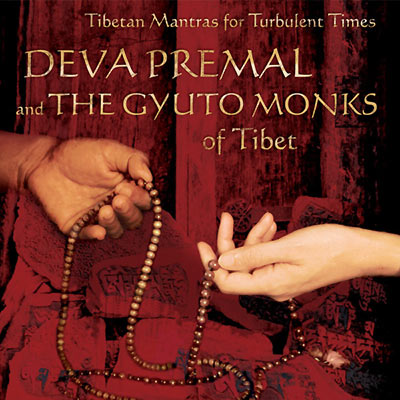 Tibetan Mantras for Turbulent Times
DEVA PREMAL
and THE GYUTO MONKS
of Tibet